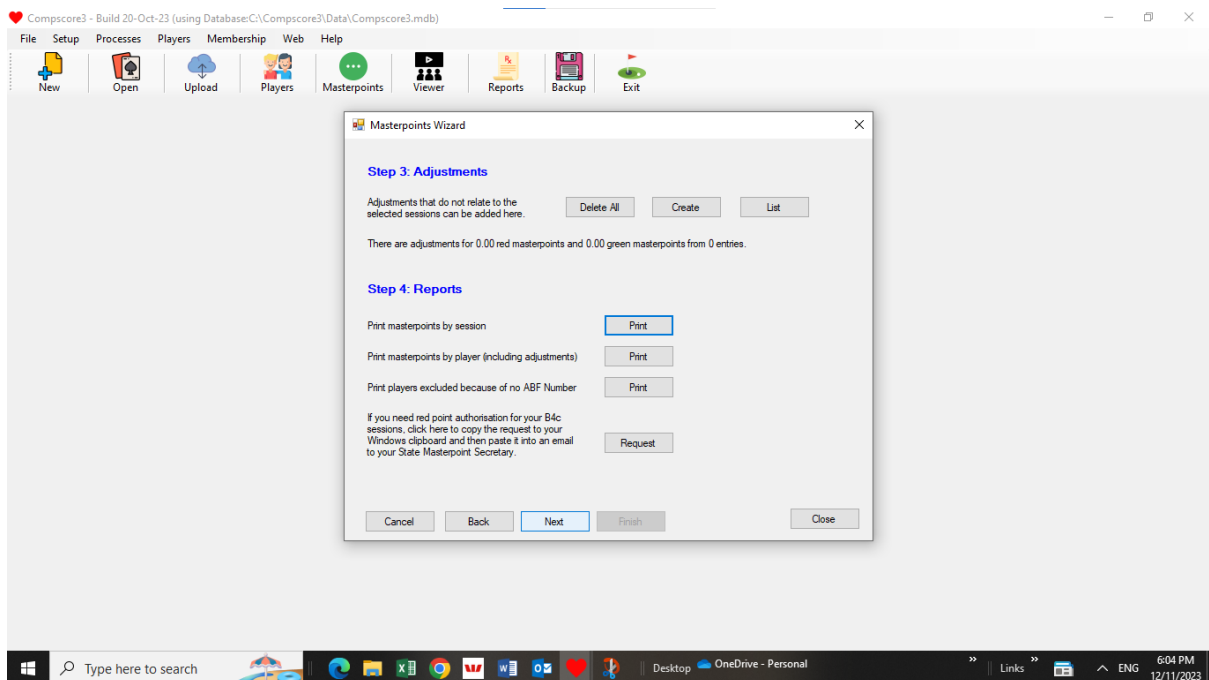 Compscore3 - Build 20-Oct-23 (using Database:C:\Compscore3\Data\Compscore3.mdb)
File Setup Processes Players Membership Web Help
New Open Upload Players Masterpoints Viewer Reports Backup Exit
Masterpoints Wizard
Step 3: Adjustments
Adjustments that do not relate to the
selected sessions can be added here.
Delete All Create List
There are adjustments for 0.00 red masterpoints and 0.00 green masterpoints from 0 entries.
Step 4: Reports
Print masterpoints by session Print
Print masterpoints by player (including adjustments) Print
Print players excluded because of no ABF Number Print
If you need red point authorisation for your B4c
sessions, click here to copy the request to your
Windows clipboard and then paste it into an email
to your State Masterpoint Secretary.
Request
Cancel Back Next Finish Close
Type here to search Desktop OneDrive - Personal » Links » ENG 6:04 PM
12/11/2023